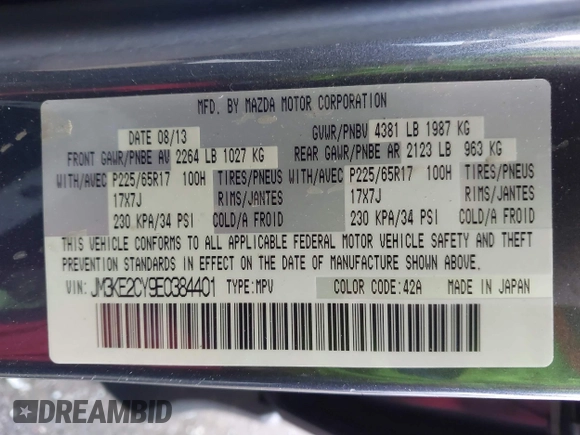 MFD. BY MAZDA MOTOR CORPORATION
DATE 08/13 GVWR/PNBV 4381 LB 1987 KG
FRONT GAWR/PNBE AV 2264 LB 1027 KG REAR GAWR/PNBE AR 2123 LB 963 KG
WITH/AVEC P225/65R17 100H TIRES/PNEUS WITH/AVEC P225/65R17 100H TIRES/PNEUS
17X7J RIMS/JANTES 17X7J RIMS/JANTES
230 KPA/34 PSI COLD/A FROID 230 KPA/34 PSI COLD/A FROID
THIS VEHICLE CONFORMS TO ALL APPLICABLE FEDERAL MOTOR VEHICLE SAFETY AND THEFT
PREVENTION STANDARDS IN EFFECT ON THE DATE OF MANUFACTURE SHOWN ABOVE.
VIN: JM3KE2CY9E0384401 TYPE:MPV COLOR CODE:42A MADE IN JAPAN
DREAMBID